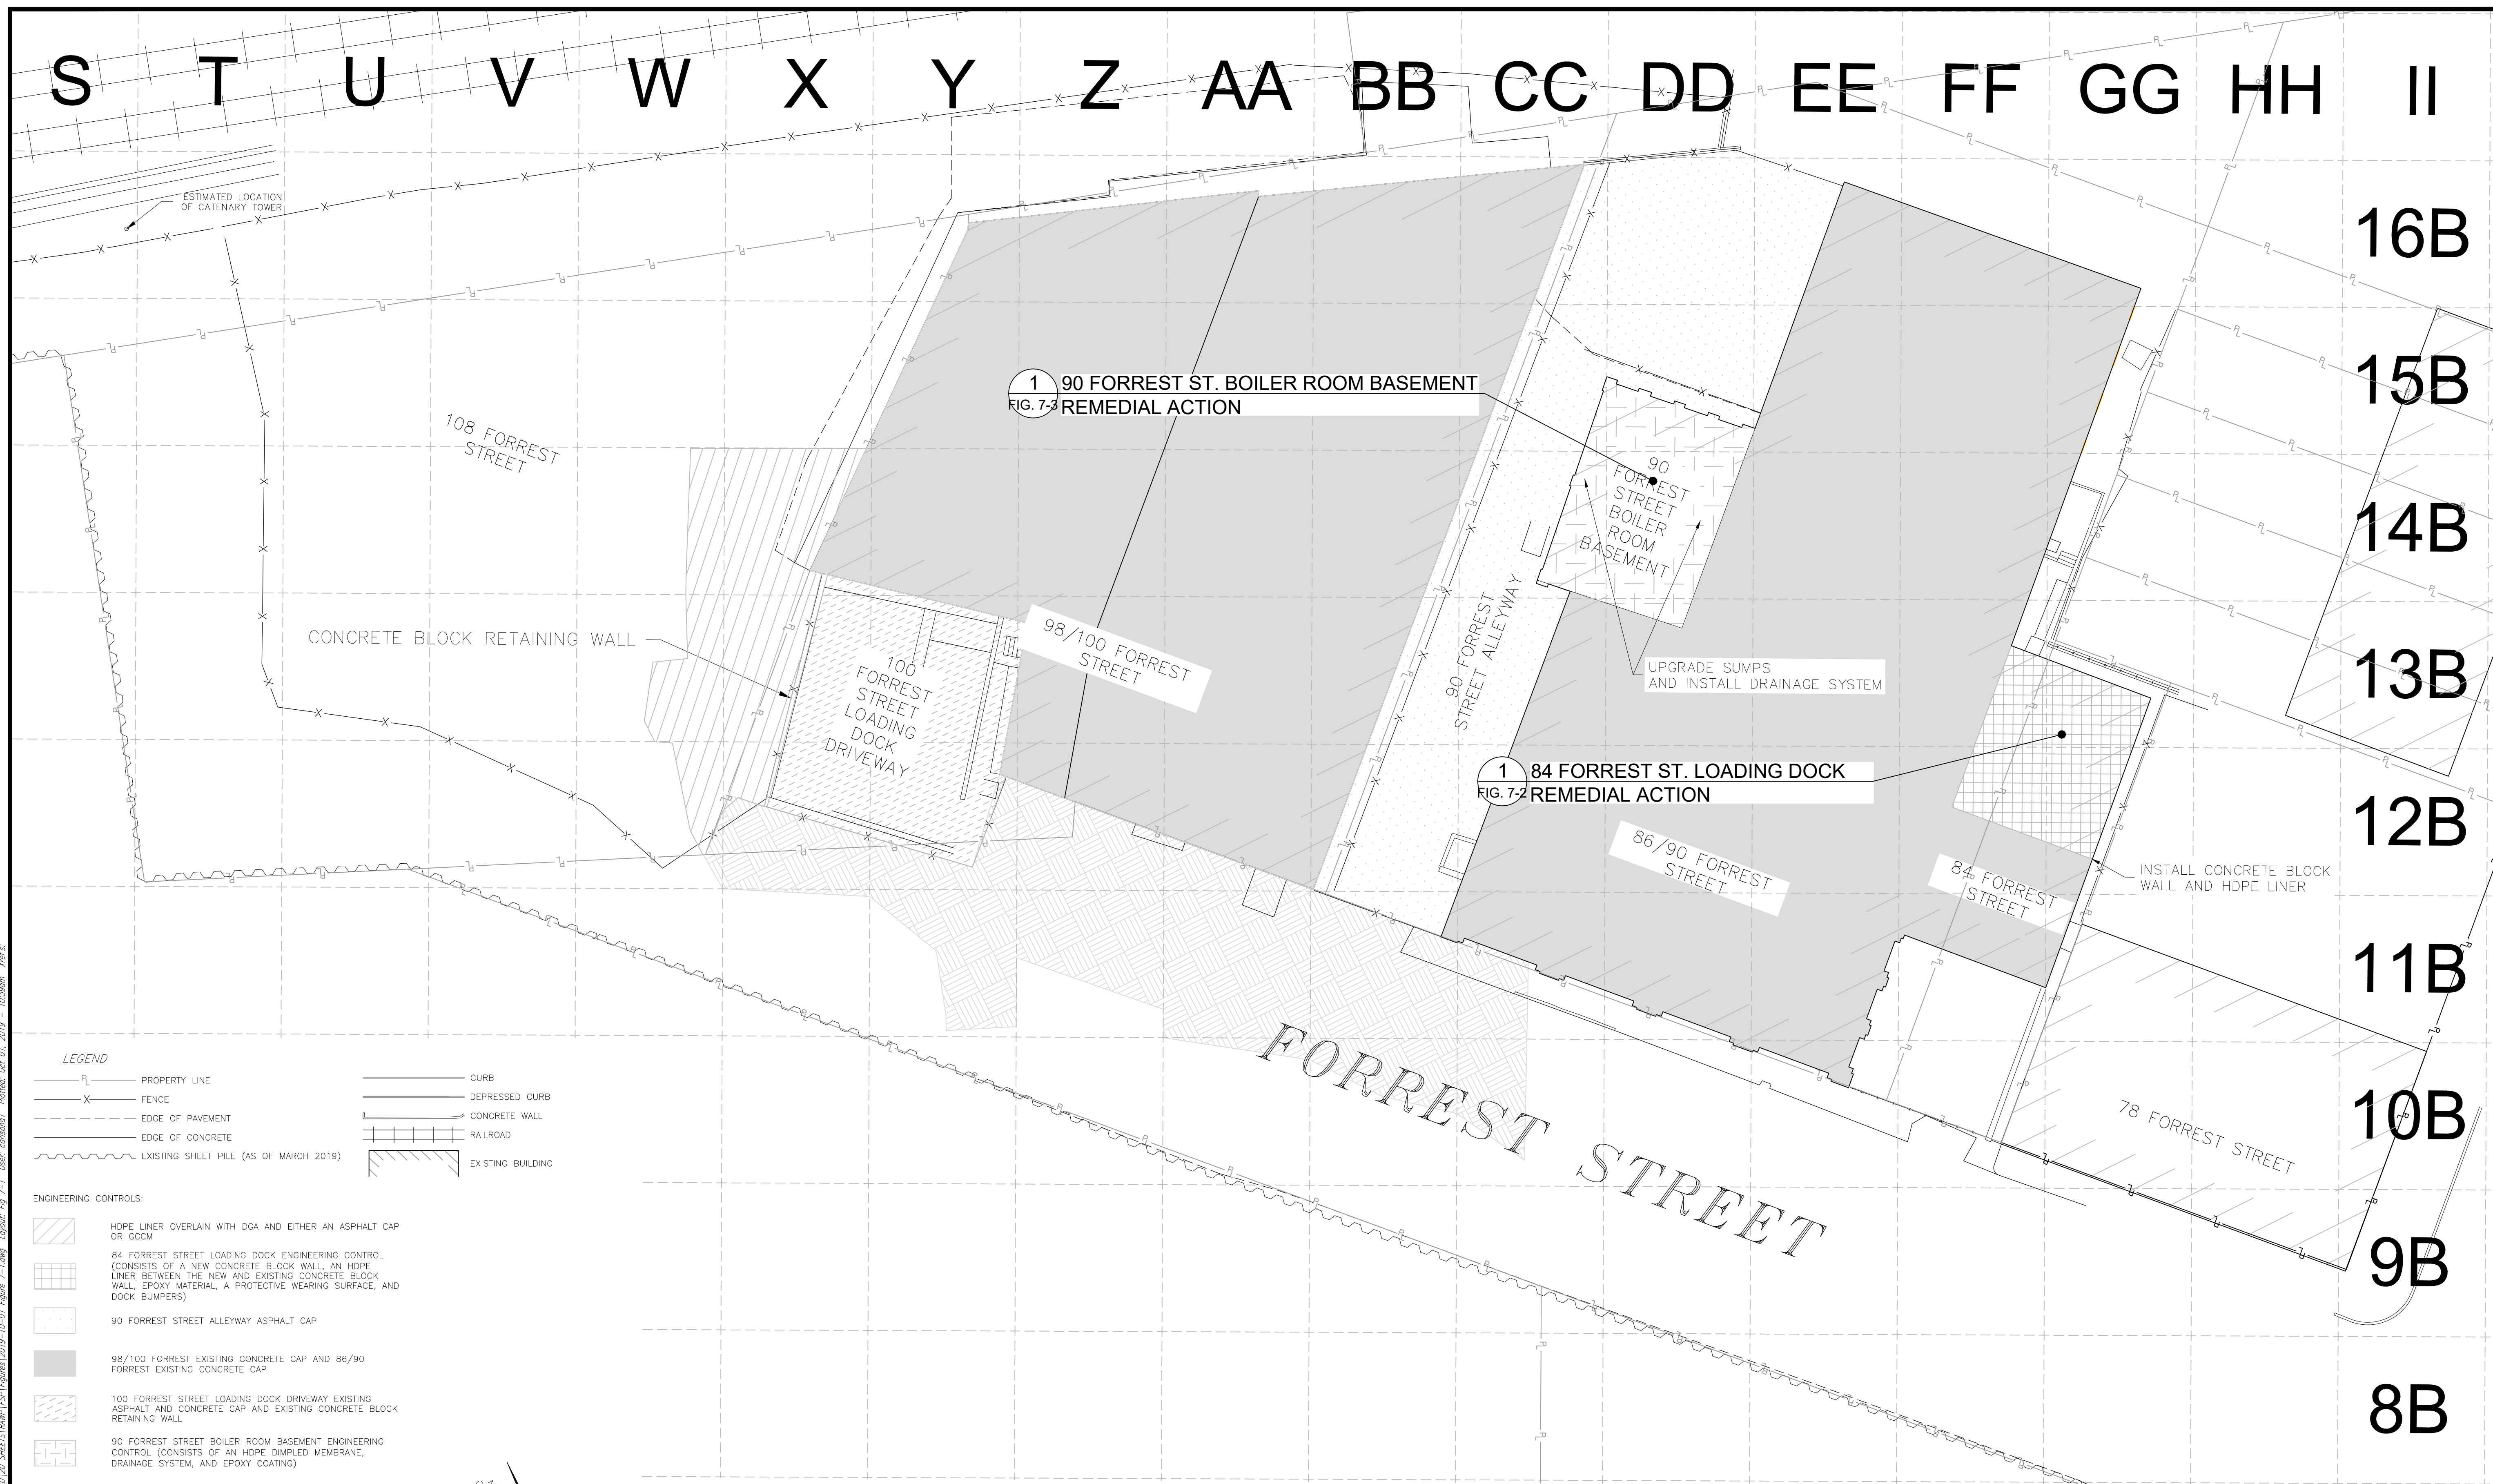 S T U V W X Y Z AA BB CC DD EE FF GG HH II
16B
15B
14B
13B
12B
11B
10B
9B
8B
ESTIMATED LOCATION
OF CATENARY TOWER
108 FORREST
STREET
1
FIG. 7-3
90 FORREST ST. BOILER ROOM BASEMENT
REMEDIAL ACTION
90
FORREST
STREET
BOILER
ROOM
BASEMENT
CONCRETE BLOCK RETAINING WALL
100
FORREST
STREET
LOADING
DOCK
DRIVEWAY
98/100 FORREST
STREET
90 FORREST
STREET ALLEYWAY
UPGRADE SUMPS
AND INSTALL DRAINAGE SYSTEM
1
FIG. 7-2
84 FORREST ST. LOADING DOCK
REMEDIAL ACTION
86/90 FORREST
STREET
84 FORREST
STREET
INSTALL CONCRETE BLOCK
WALL AND HDPE LINER
78 FORREST STREET
FORREST STREET
LEGEND
PL PROPERTY LINE
X FENCE
EDGE OF PAVEMENT
EDGE OF CONCRETE
EXISTING SHEET PILE (AS OF MARCH 2019)
CURB
DEPRESSED CURB
CONCRETE WALL
RAILROAD
EXISTING BUILDING
ENGINEERING CONTROLS:
HDPE LINER OVERLAIN WITH DGA AND EITHER AN ASPHALT CAP
OR GCCM
84 FORREST STREET LOADING DOCK ENGINEERING CONTROL
(CONSISTS OF A NEW CONCRETE BLOCK WALL, AN HDPE
LINER BETWEEN THE NEW AND EXISTING CONCRETE BLOCK
WALL, EPOXY MATERIAL, A PROTECTIVE WEARING SURFACE, AND
DOCK BUMPERS)
90 FORREST STREET ALLEYWAY ASPHALT CAP
98/100 FORREST EXISTING CONCRETE CAP AND 86/90
FORREST EXISTING CONCRETE CAP
100 FORREST STREET LOADING DOCK DRIVEWAY EXISTING
ASPHALT AND CONCRETE CAP AND EXISTING CONCRETE BLOCK
RETAINING WALL
90 FORREST STREET BOILER ROOM BASEMENT ENGINEERING
CONTROL (CONSISTS OF AN HDPE DIMPLED MEMBRANE,
DRAINAGE SYSTEM, AND EPOXY COATING)